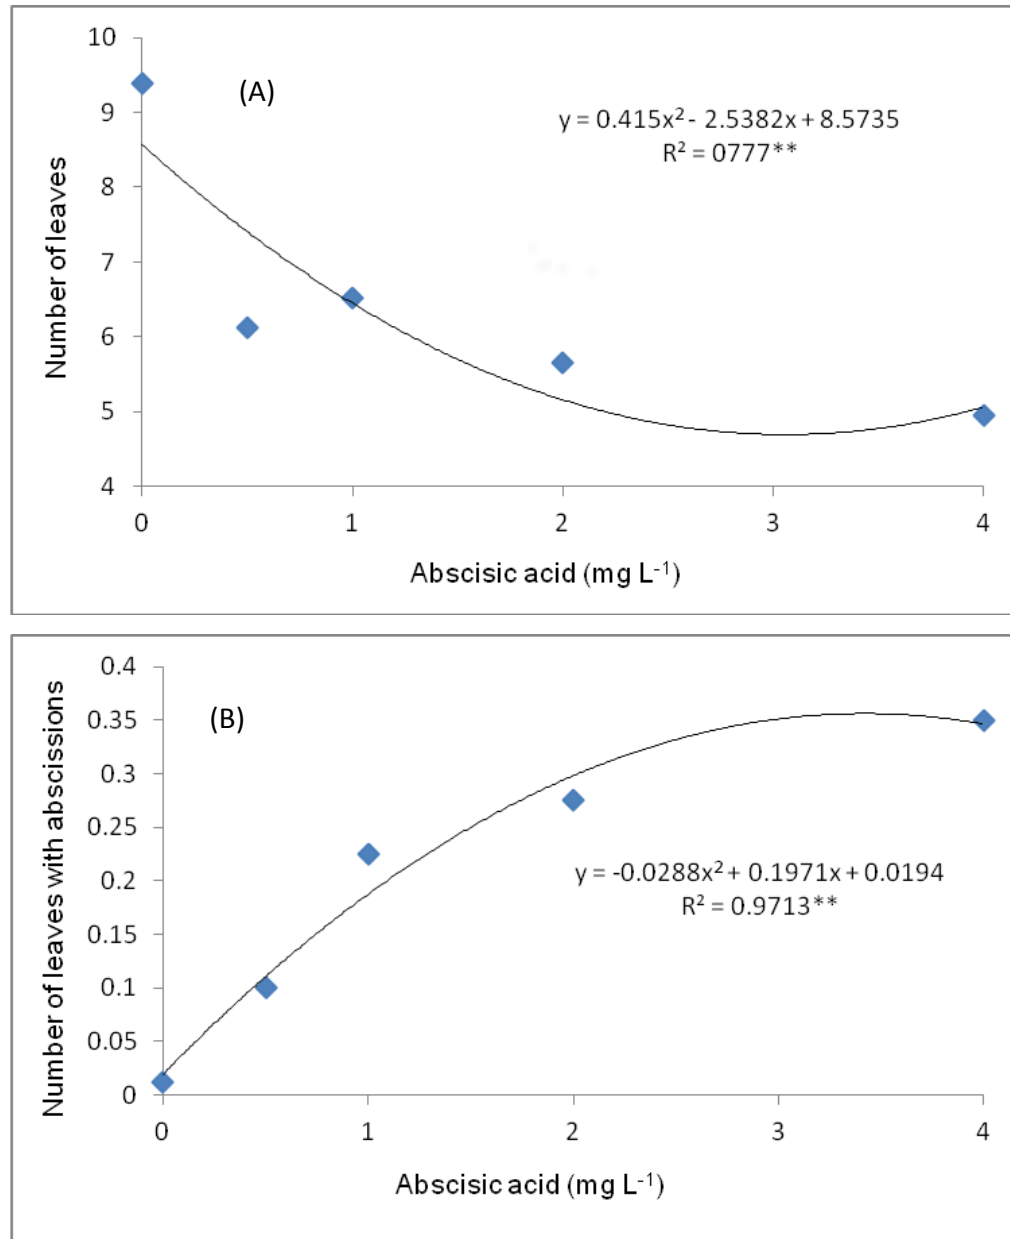 (A)
y = 0.415x² - 2.5382x + 8.5735
R² = 0777**
Number of leaves
10
9
8
7
6
5
4
0 1 2 3 4
Abscisic acid (mg L⁻¹)
(B)
y = -0.0288x² + 0.1971x + 0.0194
R² = 0.9713**
Number of leaves with abscissions
0.4
0.35
0.3
0.25
0.2
0.15
0.1
0.05
0
0 1 2 3 4
Abscisic acid (mg L⁻¹)